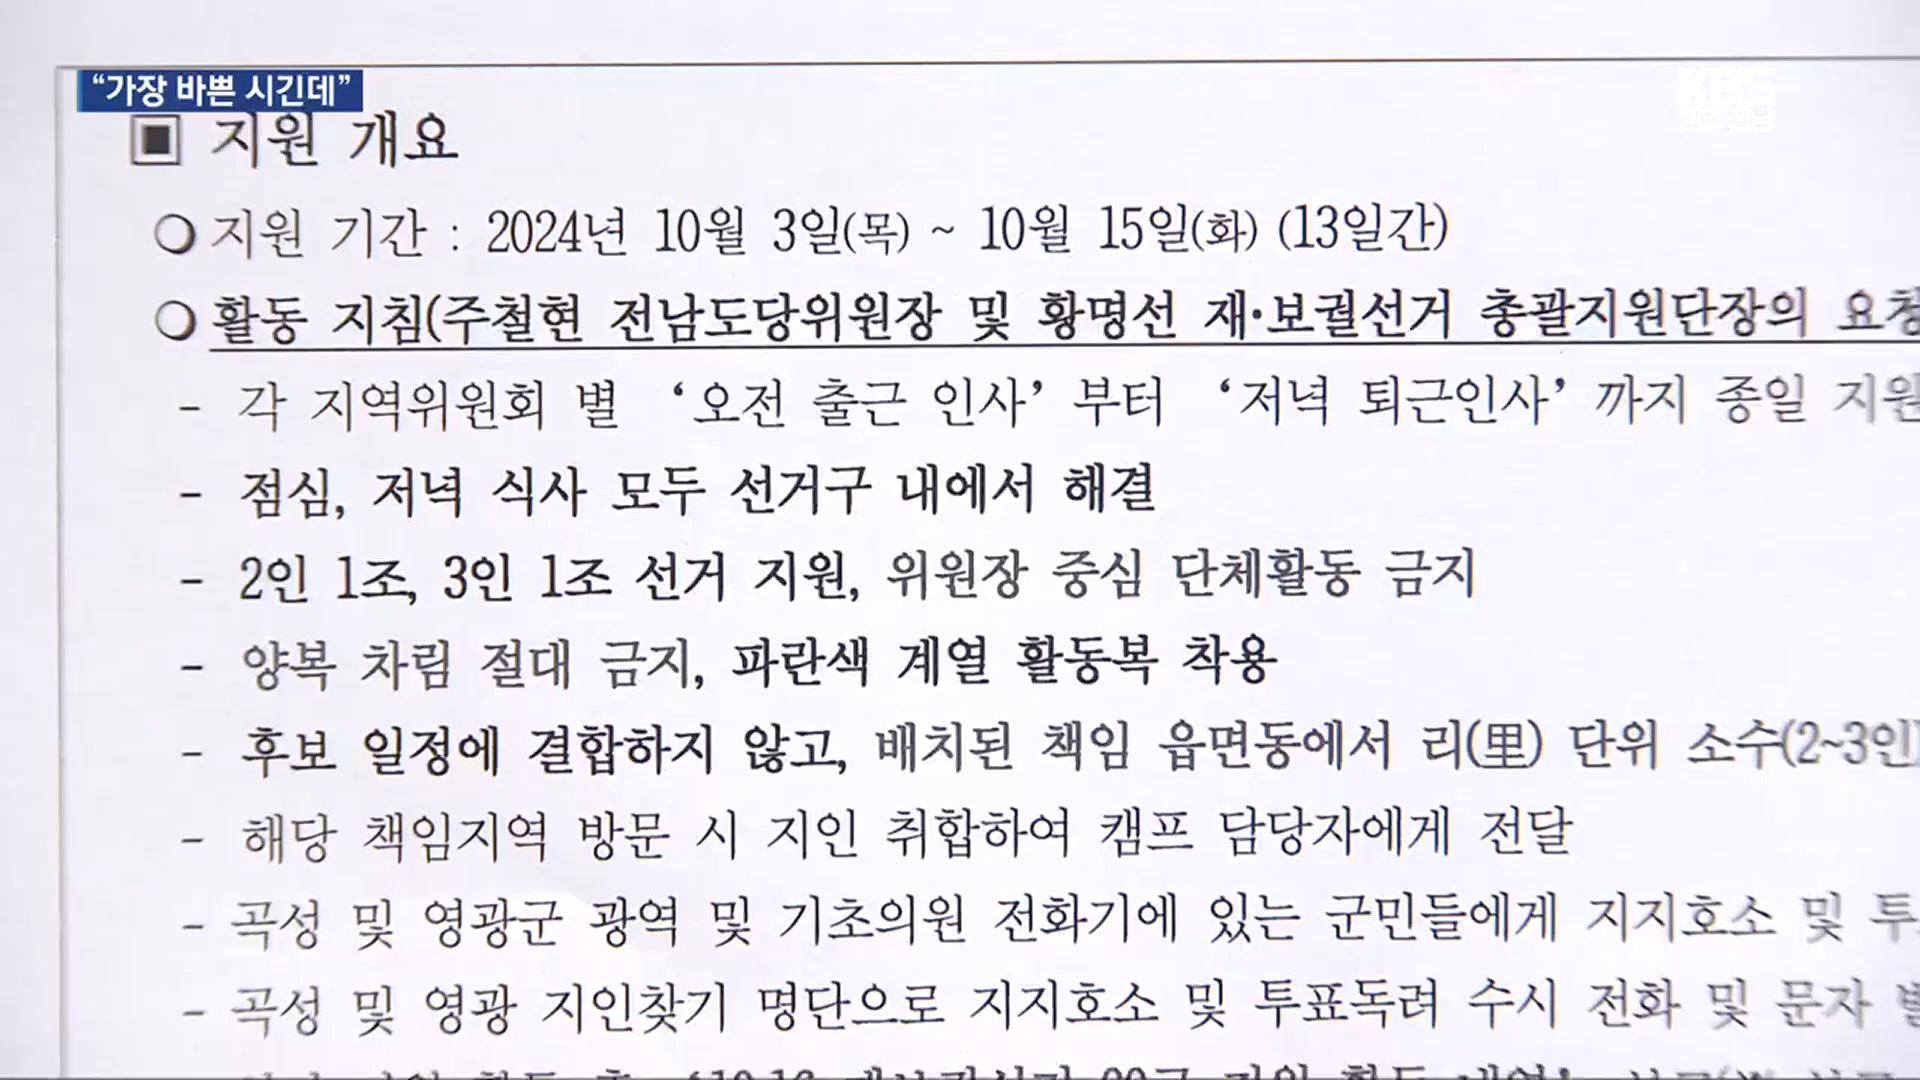 “가장 바쁜 시긴데”
KBS
광주 전남
▣ 지원 개요
○ 지원 기간 : 2024년 10월 3일(목) ~ 10월 15일(화) (13일간)
○ 활동 지침(주철현 전남도당위원장 및 황명선 재·보궐선거 총괄지원단장의 요청
- 각 지역위원회 별 ‘오전 출근 인사’ 부터 ‘저녁 퇴근인사’ 까지 종일 지원
- 점심, 저녁 식사 모두 선거구 내에서 해결
- 2인 1조, 3인 1조 선거 지원, 위원장 중심 단체활동 금지
- 양복 차림 절대 금지, 파란색 계열 활동복 착용
- 후보 일정에 결합하지 않고, 배치된 책임 읍면동에서 리(里) 단위 소수(2~3인)
- 해당 책임지역 방문 시 지인 취합하여 캠프 담당자에게 전달
- 곡성 및 영광군 광역 및 기초의원 전화기에 있는 군민들에게 지지호소 및 투
- 곡성 및 영광 지인찾기 명단으로 지지호소 및 투표독려 수시 전화 및 문자